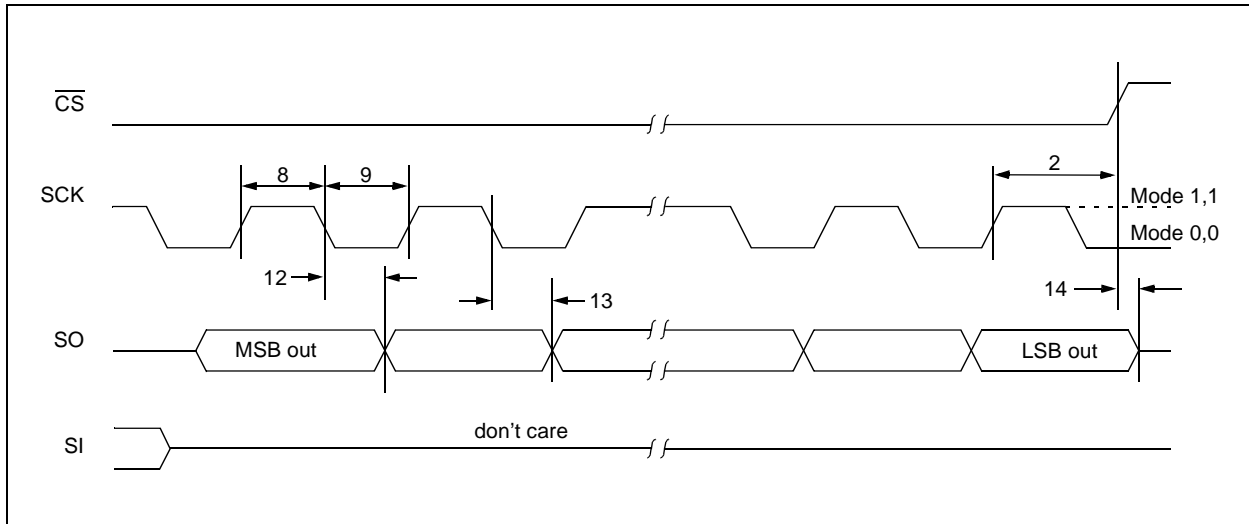 CS
SCK
8
9
2
Mode 1,1
Mode 0,0
12
13
14
SO
MSB out
LSB out
SI
don't care